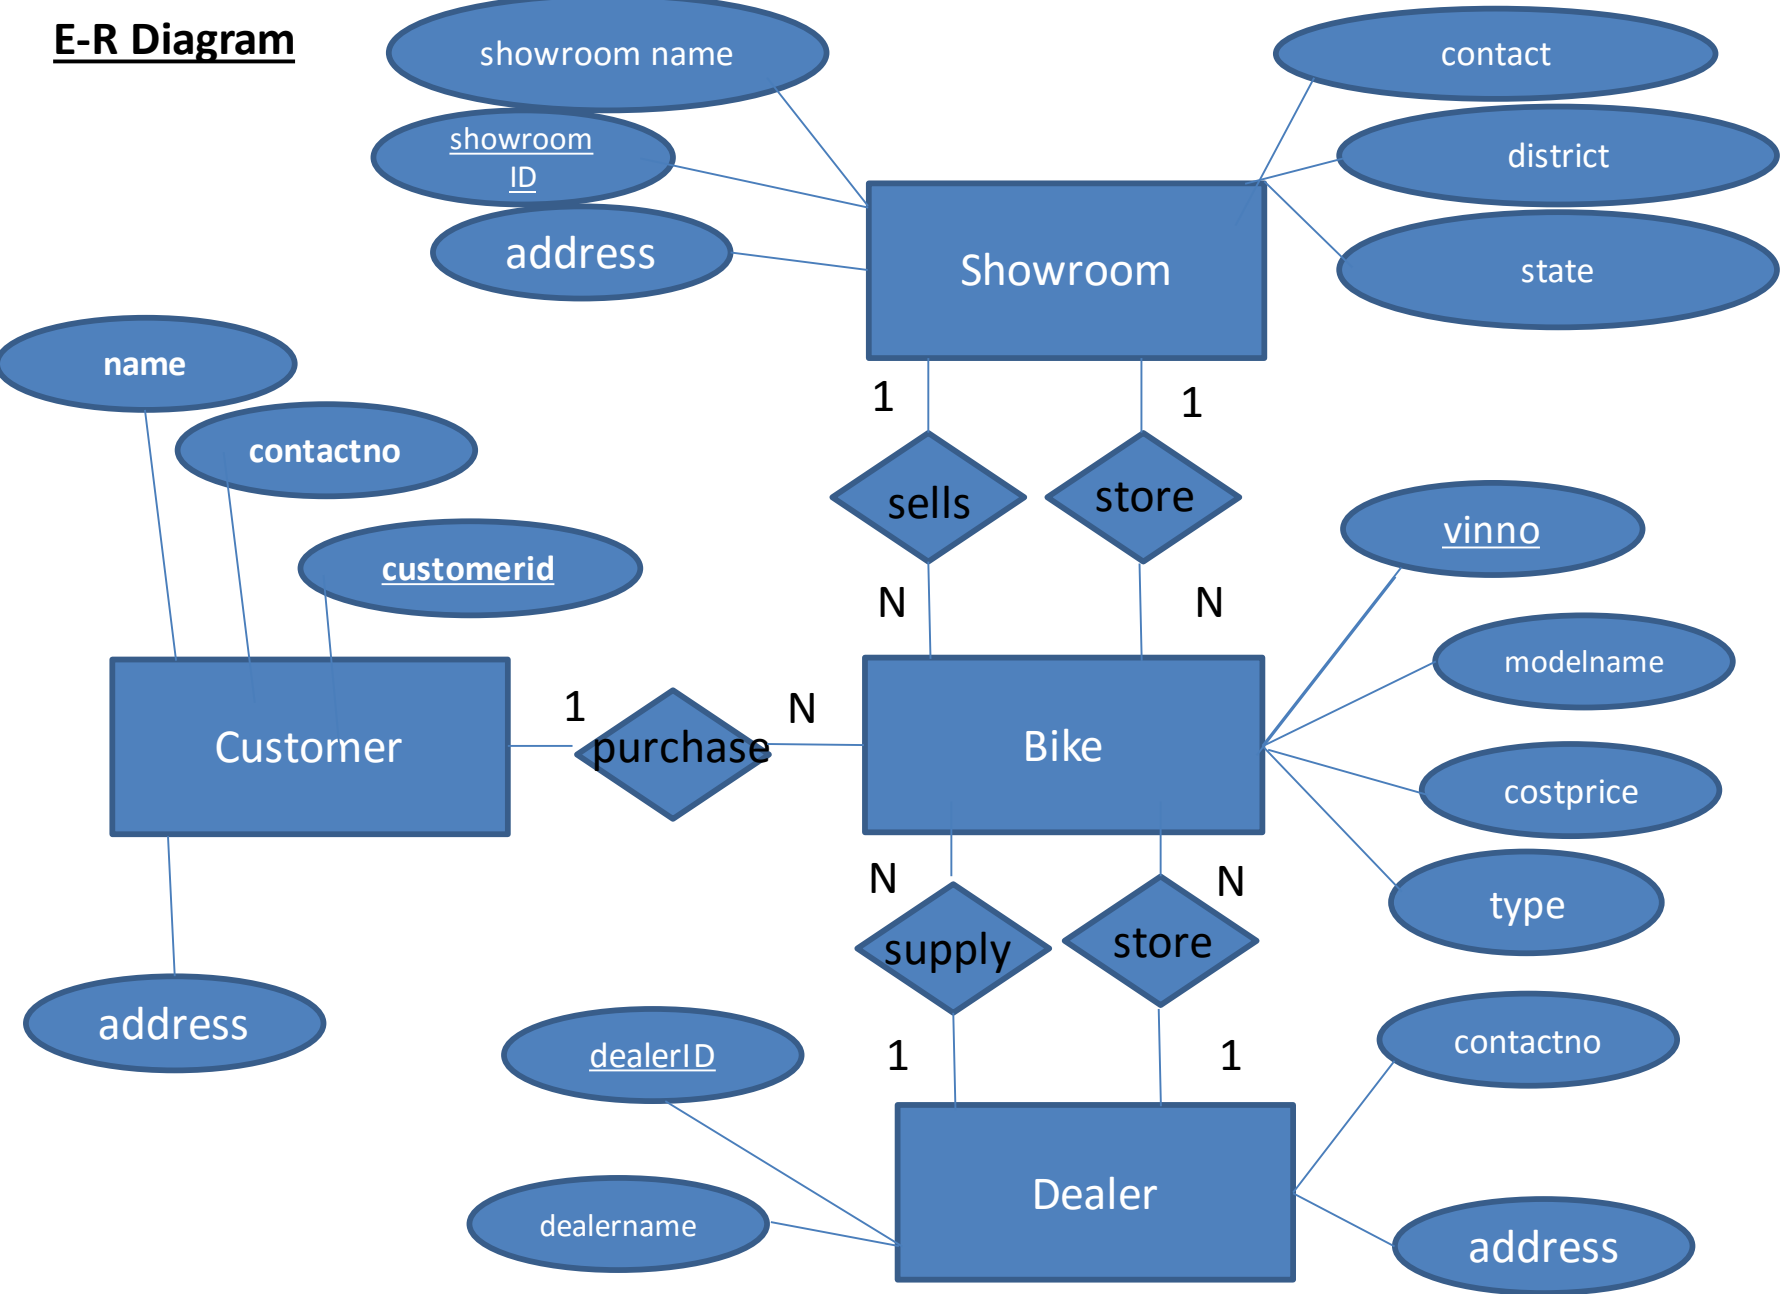 E-R Diagram
showroom name
contact
showroom
ID
district
address
Showroom
state
name
1
1
contactno
sells
store
vinno
customerid
N
N
modelname
1
N
Customer
purchase
Bike
costprice
N
N
type
supply
store
address
dealerID
1
1
contactno
Dealer
dealername
address